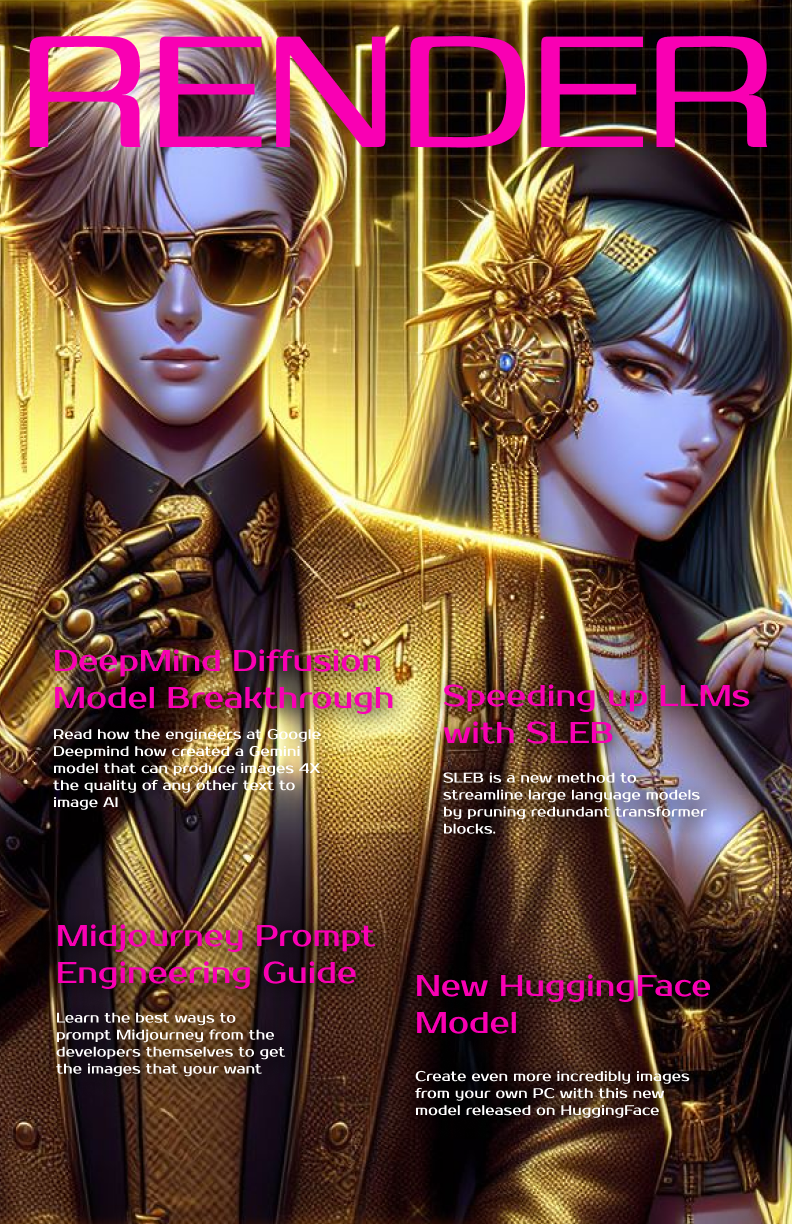 RENDER
DeepMind Diffusion
Model Breakthrough
Read how the engineers at Google
Deepmind how created a Gemini
model that can produce images 4X
the quality of any other text to
image AI
Speeding up LLMs
with SLEB
SLEB is a new method to
streamline large language models
by pruning redundant transformer
blocks.
Midjourney Prompt
Engineering Guide
Learn the best ways to
prompt Midjourney from the
developers themselves to get
the images that your want
New HuggingFace
Model
Create even more incredibly images
from your own PC with this new
model released on HuggingFace